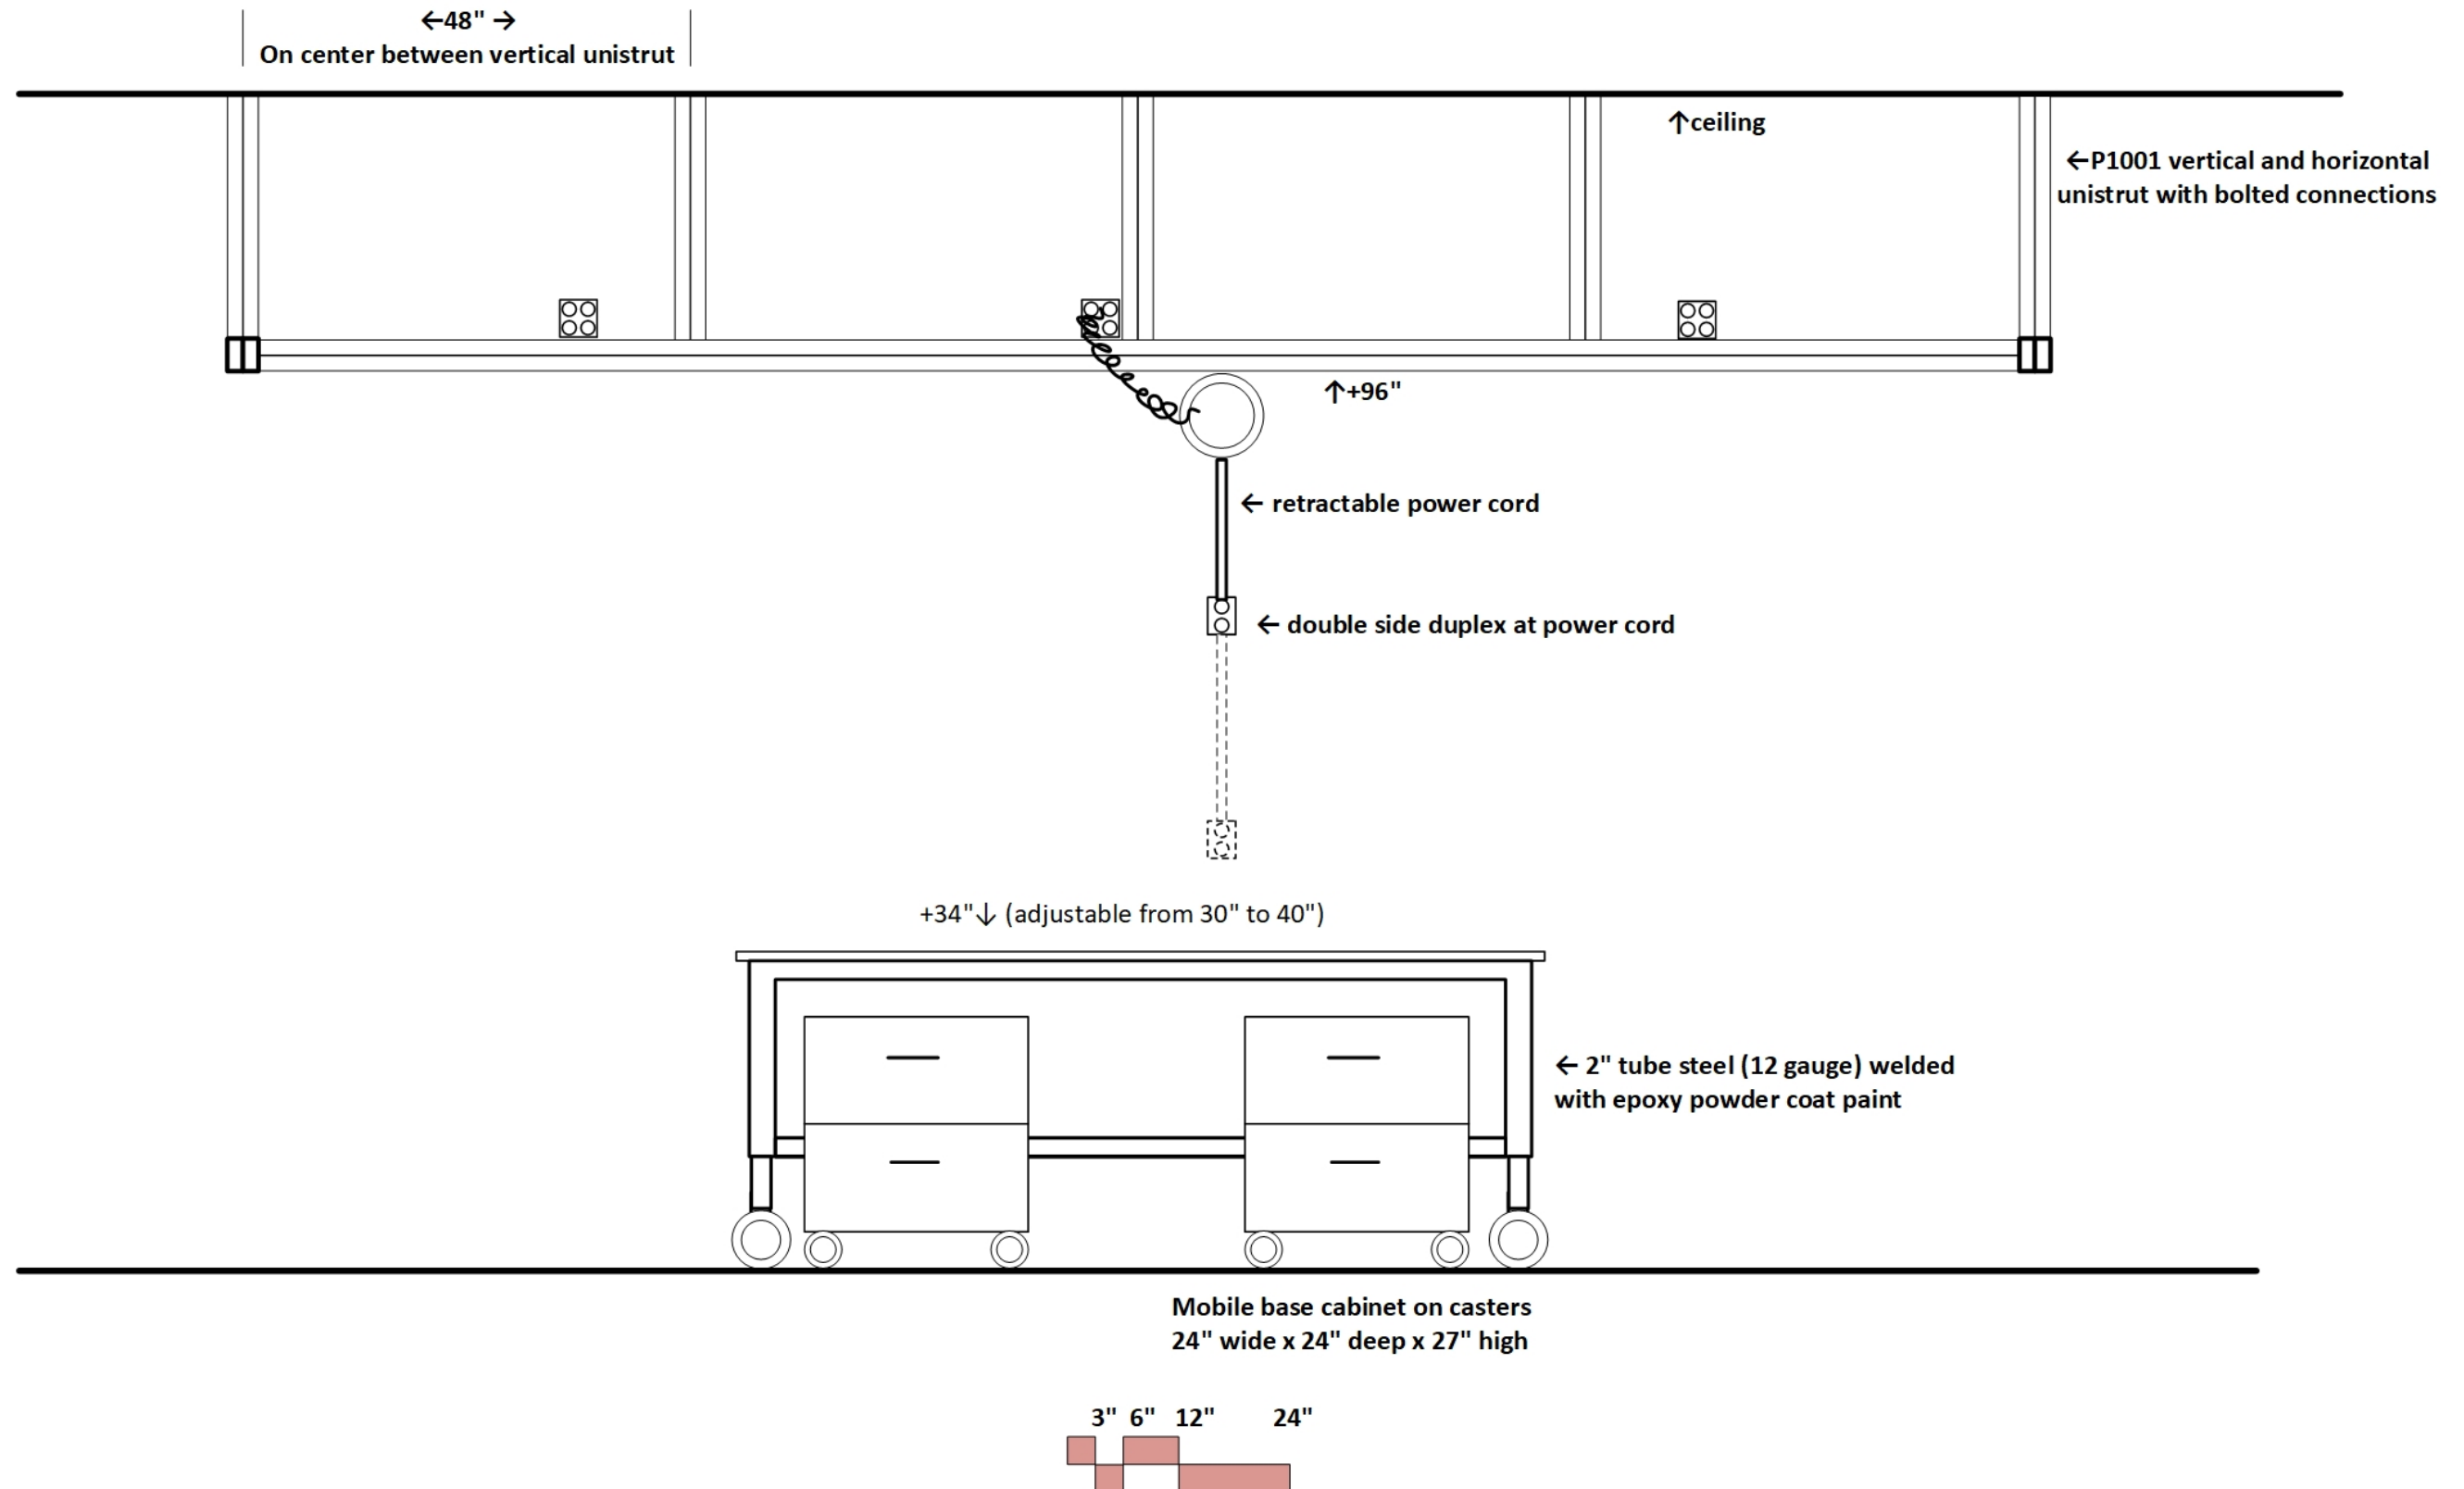 ←48" →
On center between vertical unistrut
↑ceiling
←P1001 vertical and horizontal
unistrut with bolted connections
↑+96"
← retractable power cord
← double side duplex at power cord
+34"↓ (adjustable from 30" to 40")
← 2" tube steel (12 gauge) welded
with epoxy powder coat paint
Mobile base cabinet on casters
24" wide x 24" deep x 27" high
3" 6" 12" 24"